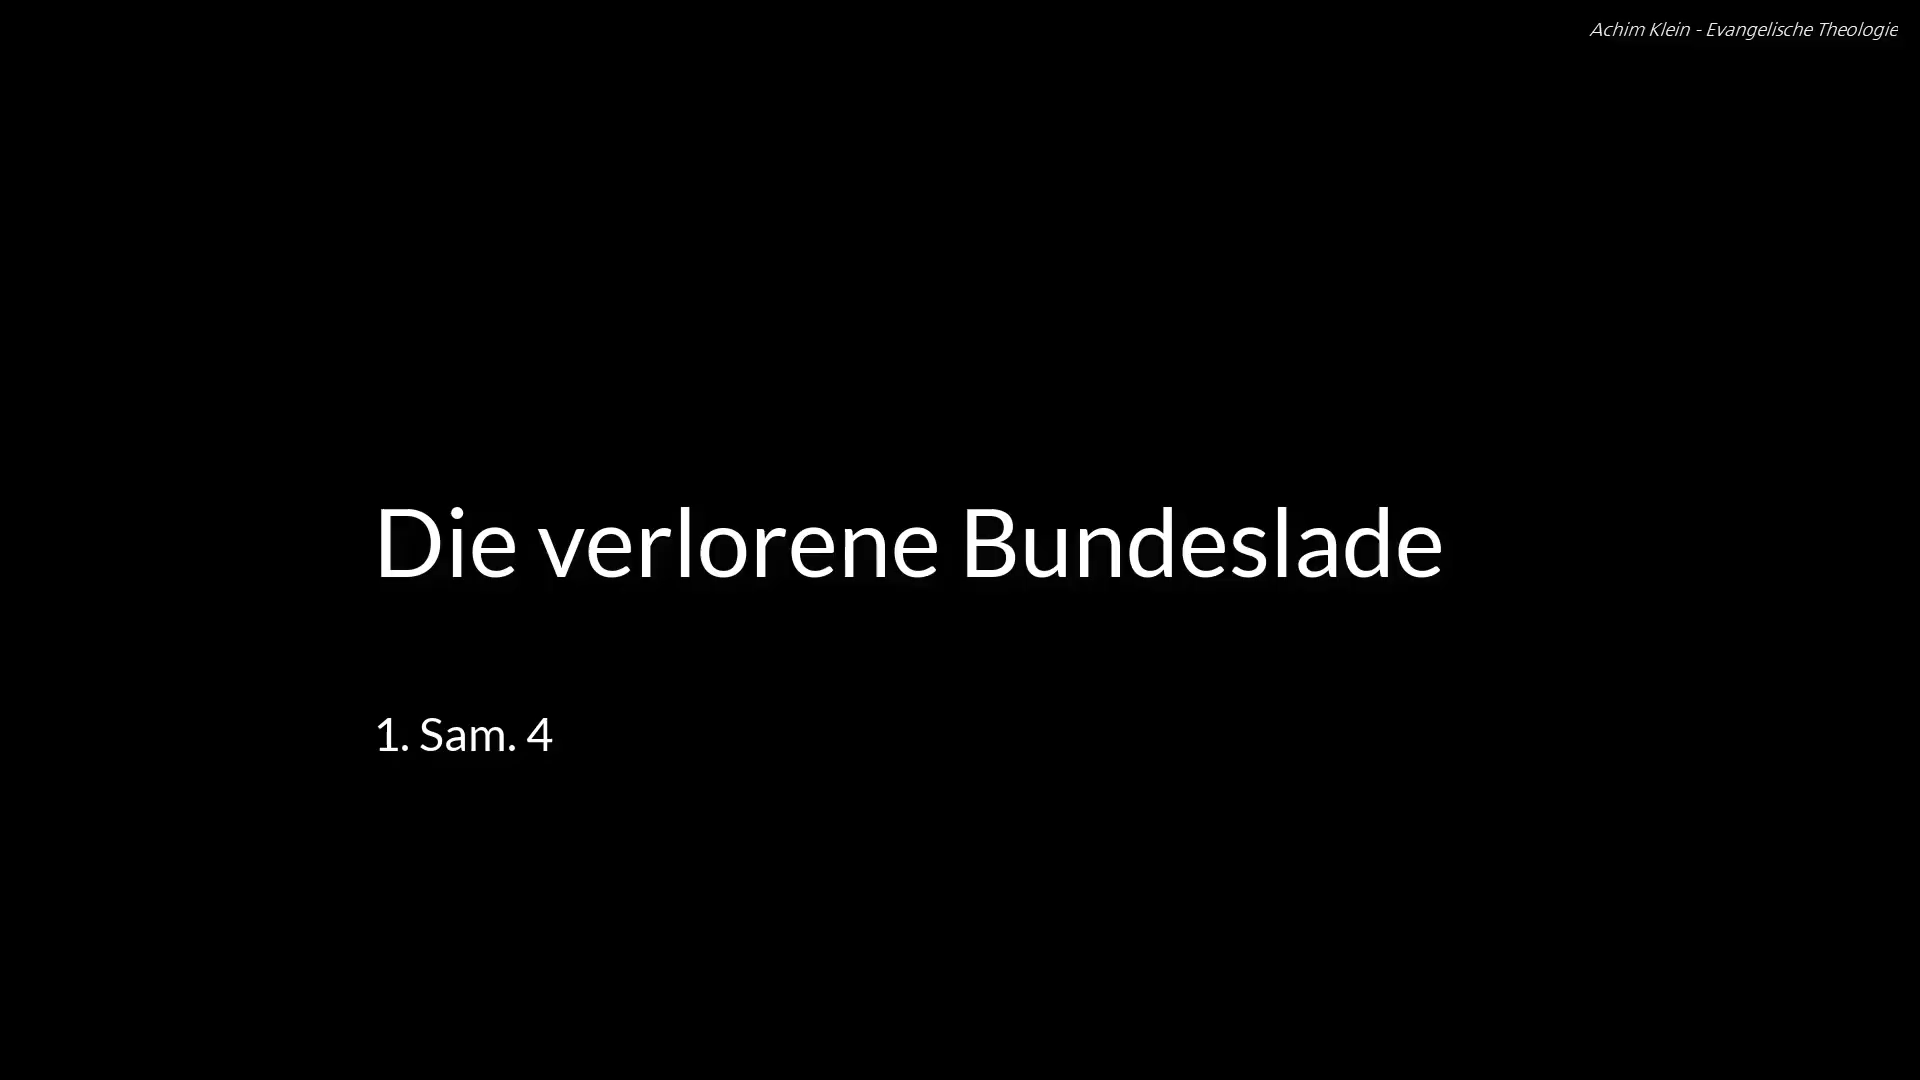 Achim Klein - Evangelische Theologie
Die verlorene Bundeslade
1. Sam. 4